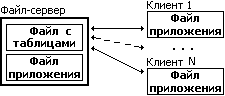 Файл-сервер
Файл с
таблицами
Файл
приложения
Клиент 1
Файл
приложения
. . .
Клиент N
Файл
приложения